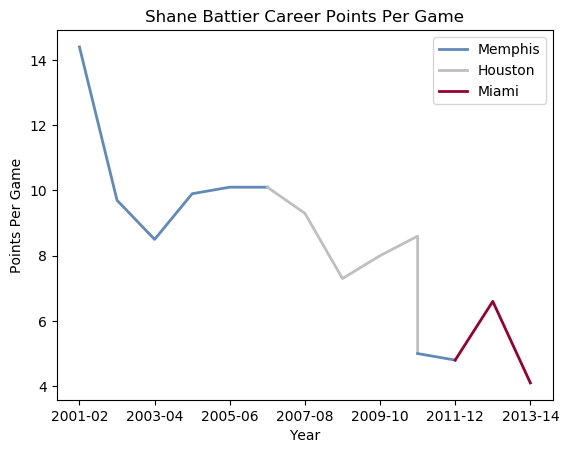 Shane Battier Career Points Per Game
Memphis
Houston
Miami
14
12
10
8
6
4
Points Per Game
2001-02 2003-04 2005-06 2007-08 2009-10 2011-12 2013-14
Year